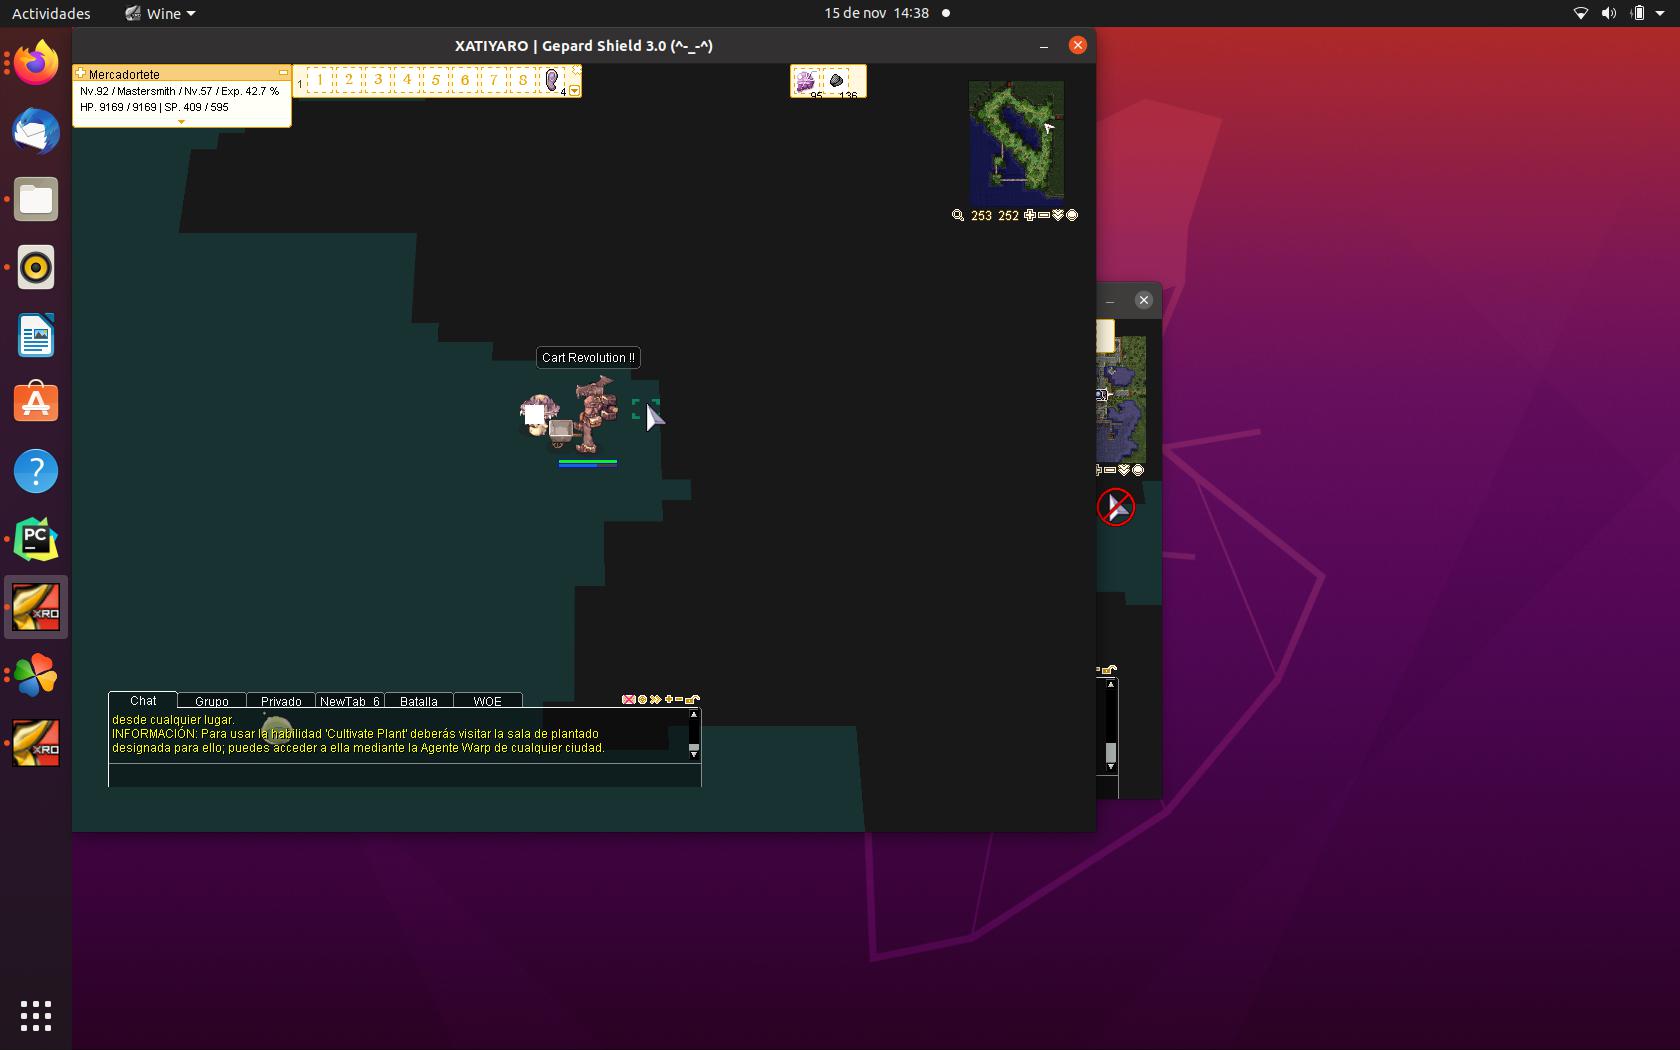 Actividades
Wine
15 de nov 14:38
XATIYARO | Gepard Shield 3.0 (^-_-^)
Mercadortete
Nv.92 / Mastersmith / Nv.57 / Exp. 42.7 %
HP. 9169 / 9169 | SP. 409 / 595
1
1 2 3 4 5 6 7 8
4
95 136
253 252
Cart Revolution !!
Chat Grupo Privado NewTab_6 Batalla WOE
desde cualquier lugar.
INFORMACIÓN: Para usar la habilidad 'Cultivate Plant' deberás visitar la sala de plantado
designada para ello; puedes acceder a ella mediante la Agente Warp de cualquier ciudad.
A
?
PC
XRO
XRO